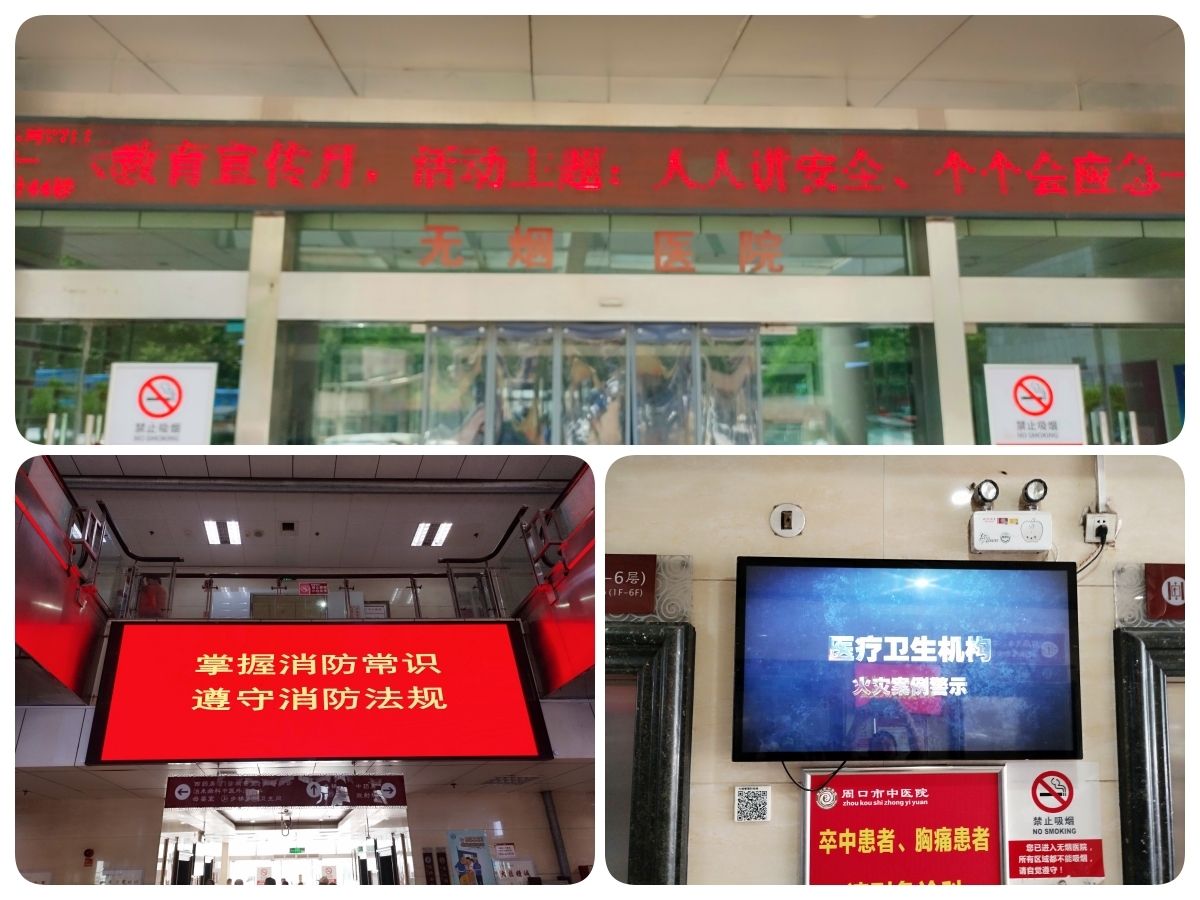 教育宣传月，活动主题：人人讲安全、个个会应急—
无烟 医院
禁止吸烟
NO SMOKING
禁止吸烟
NO SMOKING
掌握消防常识
遵守消防法规
-6层)
(1F-6F)
医疗卫生机构
火灾案例警示
周口市中医院
zhou kou shi zhong yi yuan
卒中患者、胸痛患者
禁止吸烟
NO SMOKING
您已进入无烟医院，
所有区域都不能吸烟，
请自觉遵守！